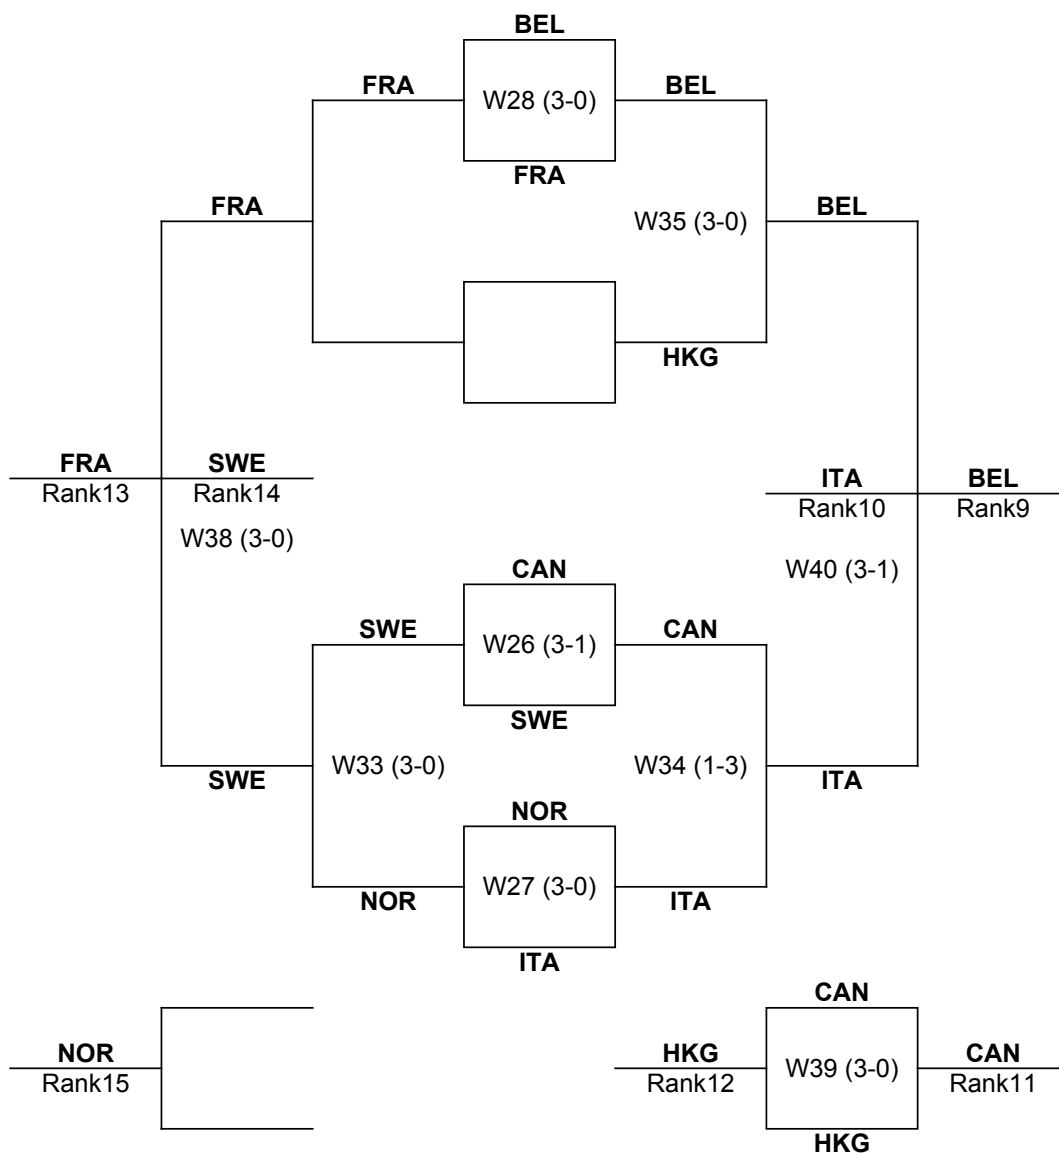 BEL
FRA
W28 (3-0)
BEL
FRA
FRA
W35 (3-0)
BEL
HKG
FRA
Rank13
SWE
Rank14
W38 (3-0)
ITA
Rank10
BEL
Rank9
W40 (3-1)
CAN
SWE
W26 (3-1)
CAN
SWE
SWE
W33 (3-0)
W34 (1-3)
ITA
NOR
NOR
W27 (3-0)
ITA
ITA
NOR
Rank15
CAN
HKG
Rank12
W39 (3-0)
CAN
Rank11
HKG